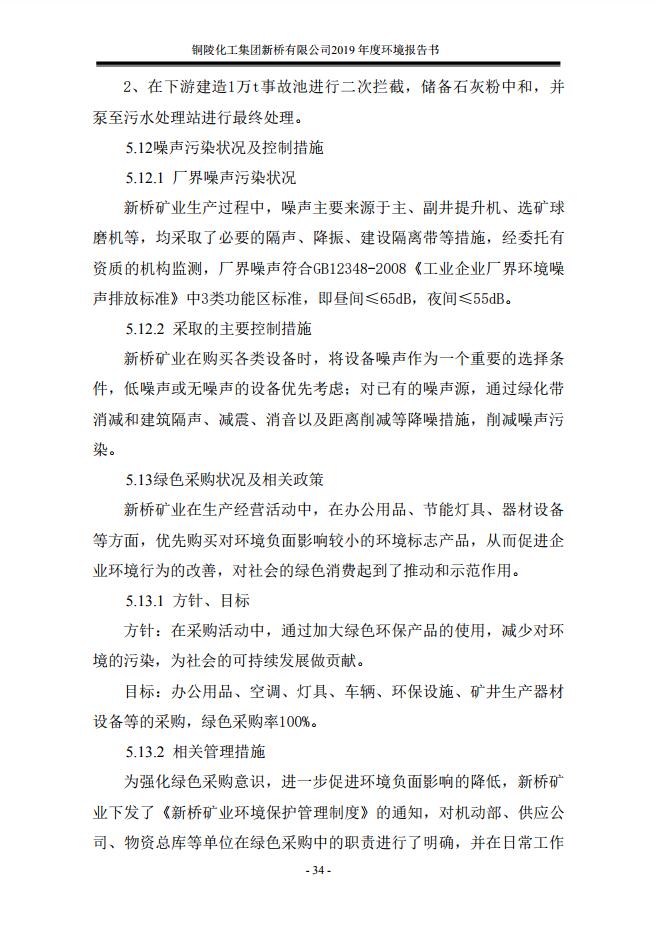 铜陵化工集团新桥有限公司2019 年度环境报告书
2、在下游建造1万t事故池进行二次拦截，储备石灰粉中和，并
泵至污水处理站进行最终处理。
5.12噪声污染状况及控制措施
5.12.1 厂界噪声污染状况
新桥矿业生产过程中，噪声主要来源于主、副井提升机、选矿球
磨机等，均采取了必要的隔声、降振、建设隔离带等措施，经委托有
资质的机构监测，厂界噪声符合GB12348-2008《工业企业厂界环境噪
声排放标准》中3类功能区标准，即昼间≤65dB，夜间≤55dB。
5.12.2 采取的主要控制措施
新桥矿业在购买各类设备时，将设备噪声作为一个重要的选择条
件，低噪声或无噪声的设备优先考虑；对已有的噪声源，通过绿化带
消减和建筑隔声、减震、消音以及距离削减等降噪措施，削减噪声污
染。
5.13绿色采购状况及相关政策
新桥矿业在生产经营活动中，在办公用品、节能灯具、器材设备
等方面，优先购买对环境负面影响较小的环境标志产品，从而促进企
业环境行为的改善，对社会的绿色消费起到了推动和示范作用。
5.13.1 方针、目标
方针：在采购活动中，通过加大绿色环保产品的使用，减少对环
境的污染，为社会的可持续发展做贡献。
目标：办公用品、空调、灯具、车辆、环保设施、矿井生产器材
设备等的采购，绿色采购率100%。
5.13.2 相关管理措施
为强化绿色采购意识，进一步促进环境负面影响的降低，新桥矿
业下发了《新桥矿业环境保护管理制度》的通知，对机动部、供应公
司、物资总库等单位在绿色采购中的职责进行了明确，并在日常工作
- 34 -